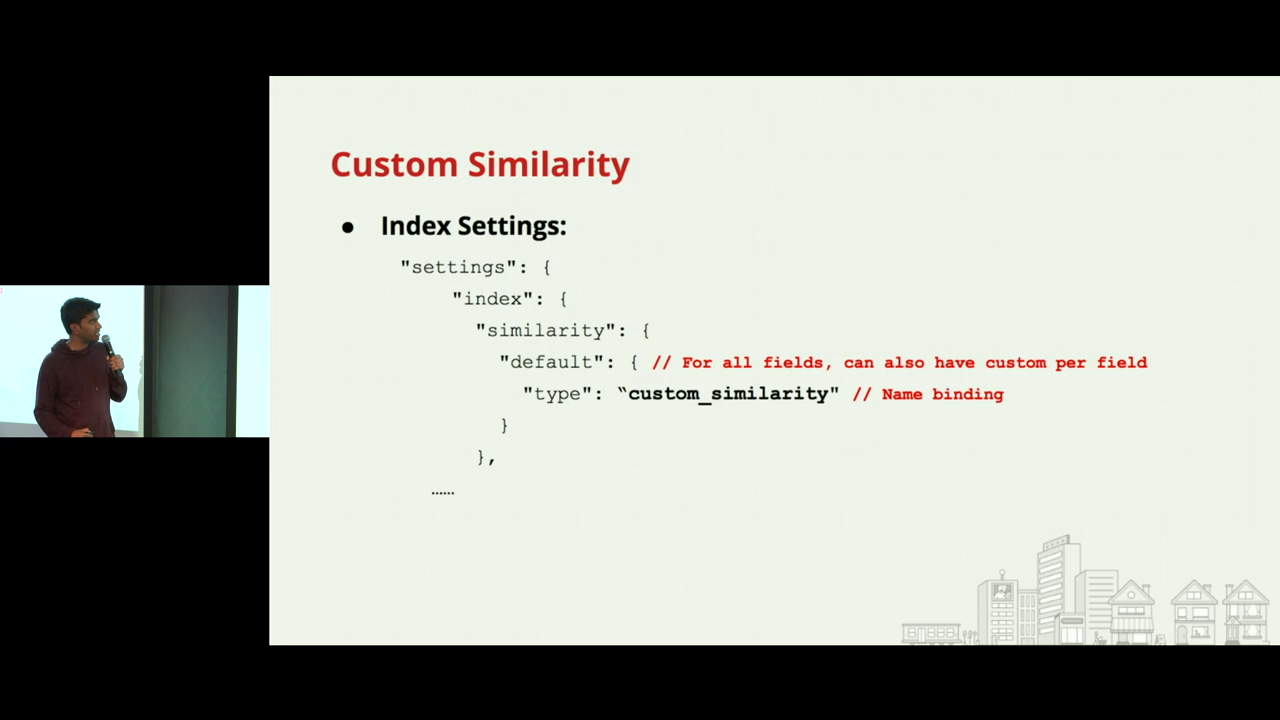 Custom Similarity
● Index Settings:
"settings": {
"index": {
"similarity": {
"default": { // For all fields, can also have custom per field
"type": “custom_similarity" // Name binding
}
},
……